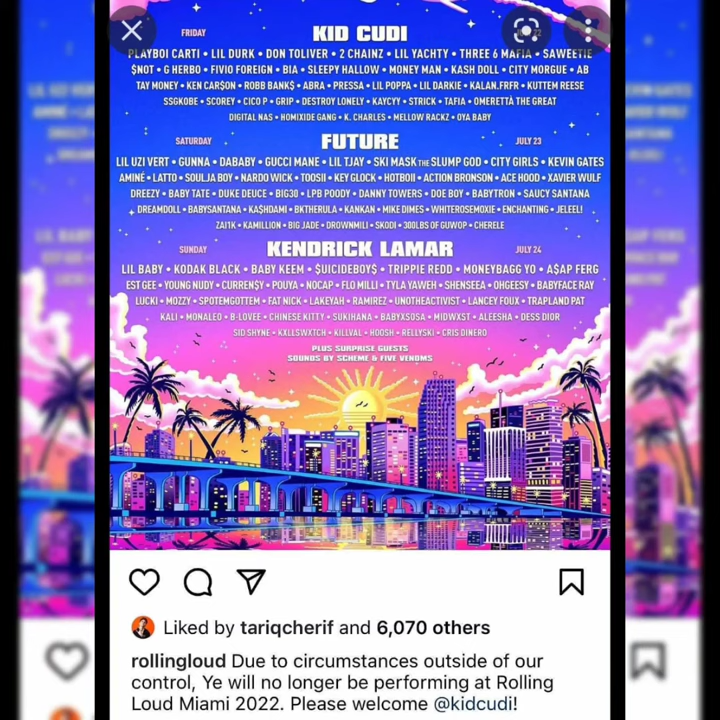 FRIDAY
KID CUDI
22
PLAYBOI CARTI • LIL DURK • DON TOLIVER • 2 CHAINZ • LIL YACHTY • THREE 6 MAFIA • SAWEETIE
$NOT • G HERBO • FIVIO FOREIGN • BIA • SLEEPY HALLOW • MONEY MAN • KASH DOLL • CITY MORGUE • AB
TAY MONEY • KEN CAR$ON • ROBB BANK$ • ABRA • PRESSA • LIL POPPA • LIL DARKIE • KALAN.FRFR • KUTTEM REESE
SSGKOBE • SCOREY • CICO P • GRIP • DESTROY LONELY • KAYCYY • STRICK • TAFIA • OMERETTÀ THE GREAT
DIGITAL NAS • HOMIXIDE GANG • K. CHARLES • MELLOW RACKZ • OYA BABY
SATURDAY
FUTURE
JULY 23
LIL UZI VERT • GUNNA • DABABY • GUCCI MANE • LIL TJAY • SKI MASK THE SLUMP GOD • CITY GIRLS • KEVIN GATES
AMINÉ • LATTO • SOULJA BOY • NARDO WICK • TOOSII • KEY GLOCK • HOTBOII • ACTION BRONSON • ACE HOOD • XAVIER WULF
DREEZY • BABY TATE • DUKE DEUCE • BIG30 • LPB POODY • DANNY TOWERS • DOE BOY • BABYTRON • SAUCY SANTANA
DREAMDOLL • BABYSANTANA • KA$HDAMI • BKTHERULA • KANKAN • MIKE DIMES • WHITEROSEMOXIE • ENCHANTING • JELEEL!
ZAI1K • KAMILLION • BIG JADE • DROWNMILI • SKODI • 300LBS OF GUWOP • CHERELE
SUNDAY
KENDRICK LAMAR
JULY 24
LIL BABY • KODAK BLACK • BABY KEEM • $UICIDEBOY$ • TRIPPIE REDD • MONEYBAGG YO • A$AP FERG
EST GEE • YOUNG NUDY • CURREN$Y • POUYA • NOCAP • FLO MILLI • TYLA YAWEH • SHENSEEA • OHGEESY • BABYFACE RAY
LUCKI • MOZZY • SPOTEMGOTTEM • FAT NICK • LAKEYAH • RAMIREZ • UNOTHEACTIVIST • LANCEY FOUX • TRAPLAND PAT
KALI • MONALEO • B-LOVEE • CHINESE KITTY • SUKIHANA • BABYXSOSA • MIDWXST • ALEESHA • DESS DIOR
SID SHYNE • KXLLSWXTCH • KILLVAL • HOOSH • RELLYSKI • CRIS DINERO
PLUS SURPRISE GUESTS
SOUNDS BY SCHEME & FIVE VENOMS
Liked by tariqcherif and 6,070 others
rollingloud Due to circumstances outside of our
control, Ye will no longer be performing at Rolling
Loud Miami 2022. Please welcome @kidcudi!